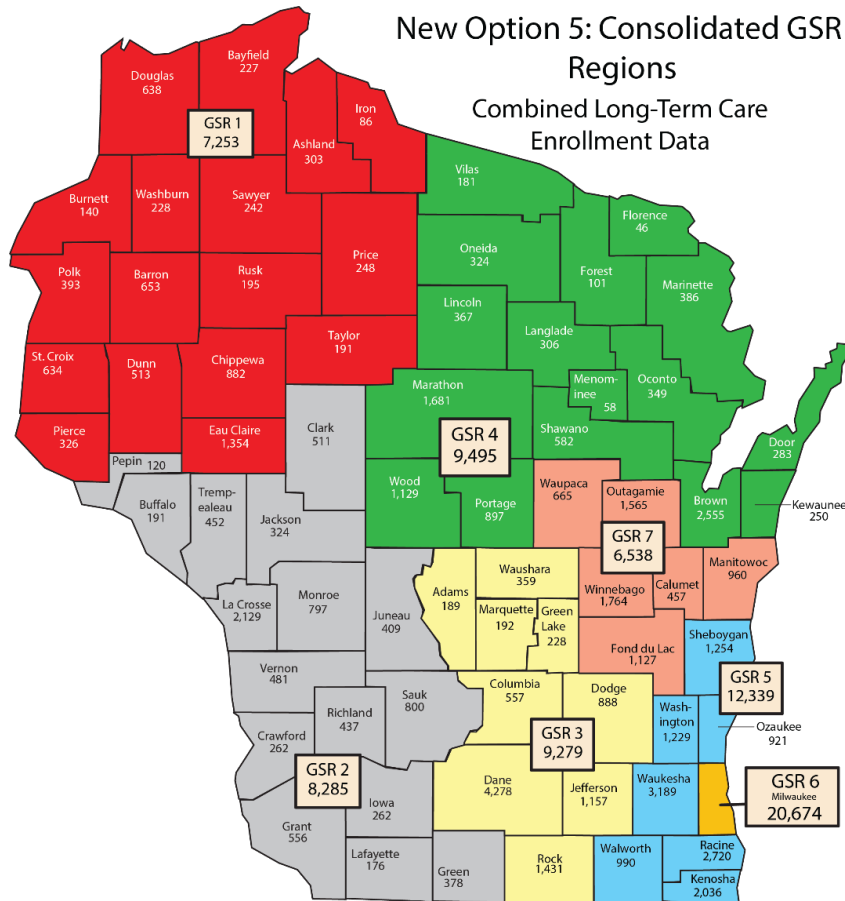 New Option 5: Consolidated GSR
Regions
Combined Long-Term Care
Enrollment Data
Bayfield
227
Douglas
638
Iron
86
GSR 1
7,253
Ashland
303
Vilas
181
Burnett
140
Washburn
228
Sawyer
242
Florence
46
Oneida
324
Forest
101
Price
248
Polk
393
Barron
653
Rusk
195
Marinette
386
Lincoln
367
Langlade
306
Taylor
191
St. Croix
634
Dunn
513
Chippewa
882
Marathon
1,681
Menom-
inee
58
Oconto
349
Pierce
326
Eau Claire
1,354
Clark
511
GSR 4
9,495
Shawano
582
Door
283
Pepin 120
Wood
1,129
Portage
897
Waupaca
665
Outagamie
1,565
Brown
2,555
Kewaunee
250
Buffalo
191
Tremp-
ealeau
452
Jackson
324
GSR 7
6,538
Manitowoc
960
Waushara
359
Winnebago
1,764
Calumet
457
La Crosse
2,129
Monroe
797
Juneau
409
Adams
189
Marquette
192
Green
Lake
228
Sheboygan
1,254
Fond du Lac
1,127
Vernon
481
Sauk
800
Columbia
557
Dodge
888
GSR 5
12,339
Richland
437
Wash-
ington
1,229
Ozaukee
921
Crawford
262
GSR 3
9,279
GSR 2
8,285
Iowa
262
Dane
4,278
Jefferson
1,157
Waukesha
3,189
GSR 6
Milwaukee
20,674
Grant
556
Lafayette
176
Green
378
Rock
1,431
Walworth
990
Racine
2,720
Kenosha
2,036